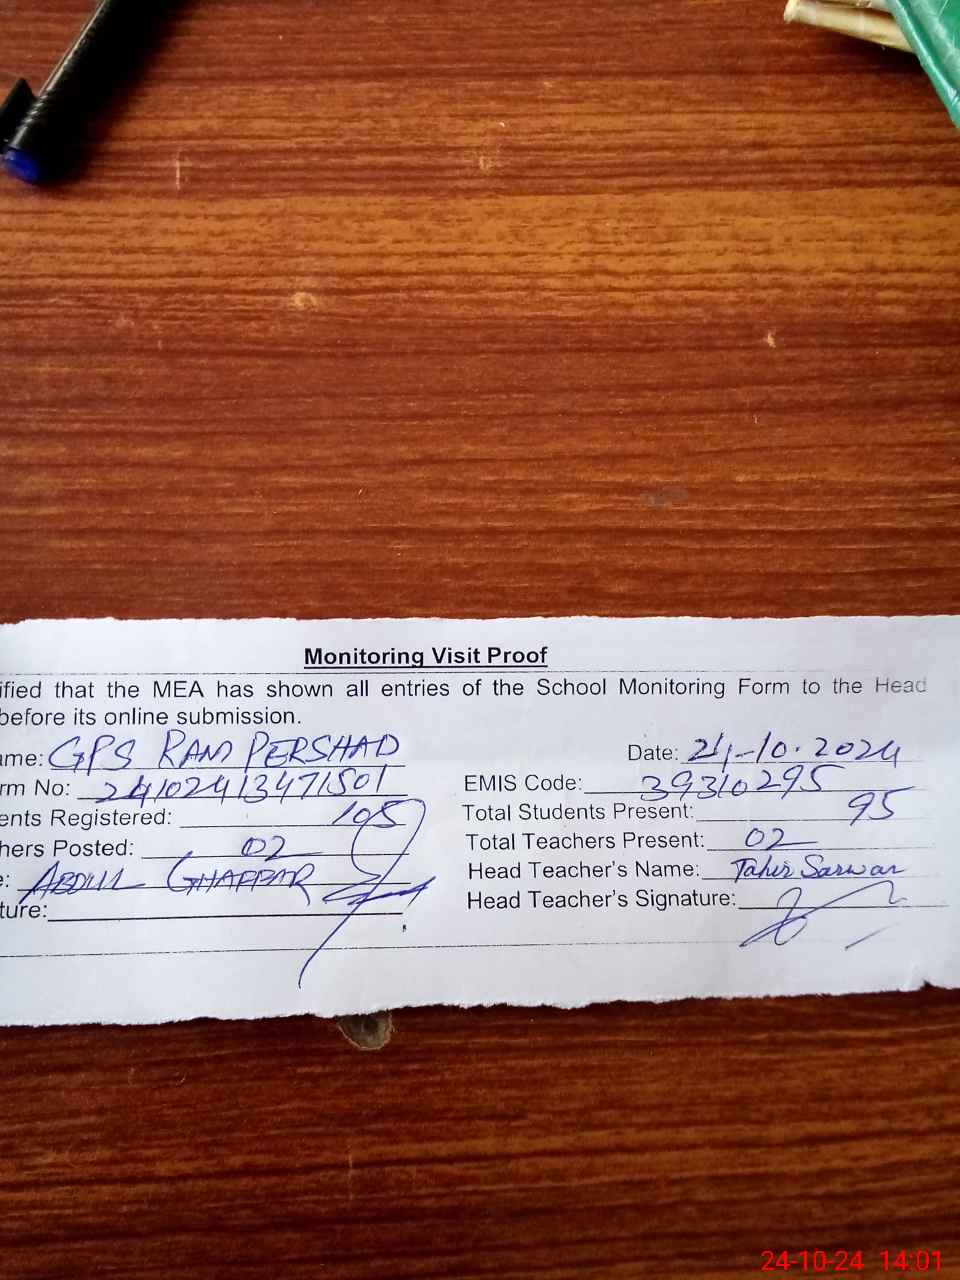 Monitoring Visit Proof
ified that the MEA has shown all entries of the School Monitoring Form to the Head
before its online submission.
ame: GPS RAM PERSHAD Date: 24-10-2024
rm No: 24102413471501 EMIS Code: 39310295
ents Registered: 105 Total Students Present: 95
hers Posted: 02 Total Teachers Present: 02
e: ABDUL GHAFFAR Head Teacher's Name: Tahir Sarwar
ture: Head Teacher's Signature:
24-10-24 14:01